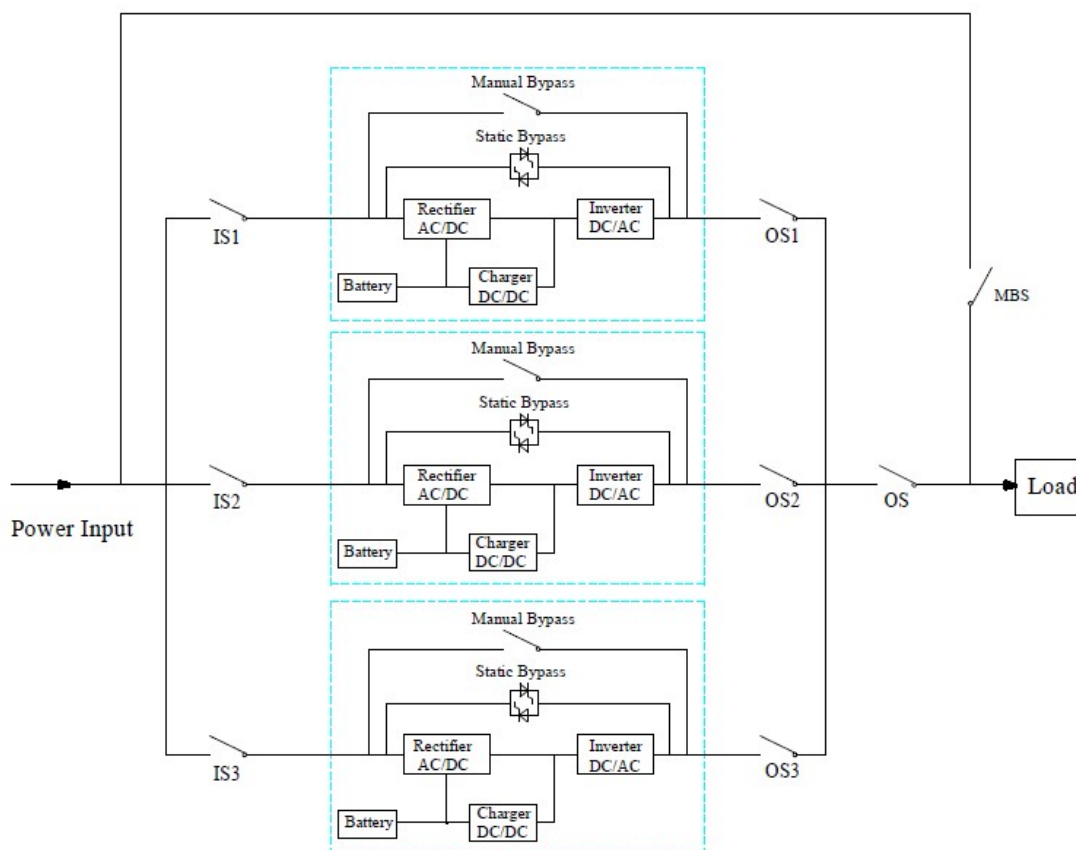 Manual Bypass
Static Bypass
Rectifier
AC/DC
Inverter
DC/AC
IS1
OS1
Battery
Charger
DC/DC
MBS
Manual Bypass
Static Bypass
Rectifier
AC/DC
Inverter
DC/AC
Load
IS2
OS2
OS
Power Input
Battery
Charger
DC/DC
Manual Bypass
Static Bypass
Rectifier
AC/DC
Inverter
DC/AC
IS3
OS3
Battery
Charger
DC/DC